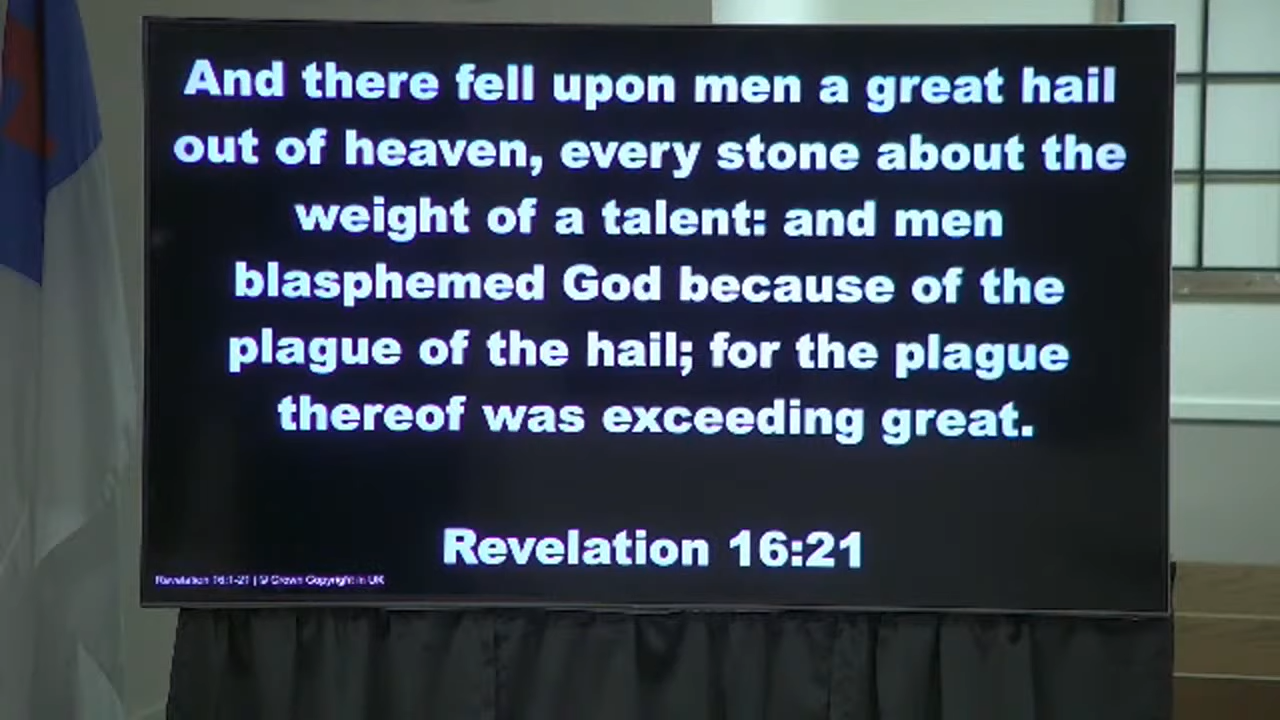 And there fell upon men a great hail
out of heaven, every stone about the
weight of a talent: and men
blasphemed God because of the
plague of the hail; for the plague
thereof was exceeding great.
Revelation 16:21
Revelation 16:1-21 | © Crown Copyright in UK